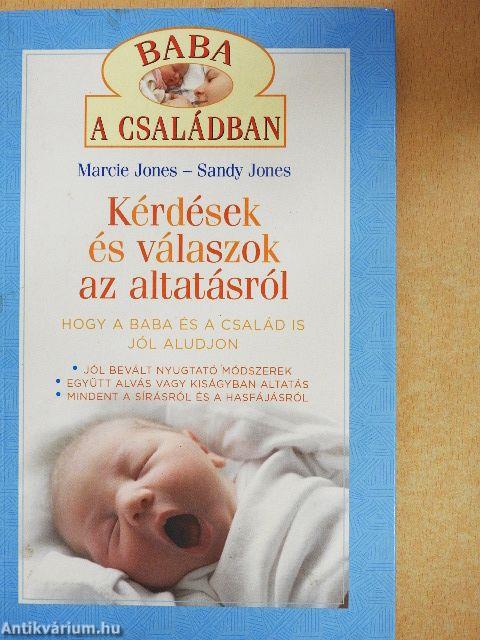 BABA
A CSALÁDBAN
Marcie Jones – Sandy Jones
Kérdések
és válaszok
az altatásról
HOGY A BABA ÉS A CSALÁD IS
JÓL ALUDJON
• JÓL BEVÁLT NYUGTATÓ MÓDSZEREK
• EGYÜTT ALVÁS VAGY KISÁGYBAN ALTATÁS
• MINDENT A SÍRÁSRÓL ÉS A HASFÁJÁSRÓL
Antikvárium.hu